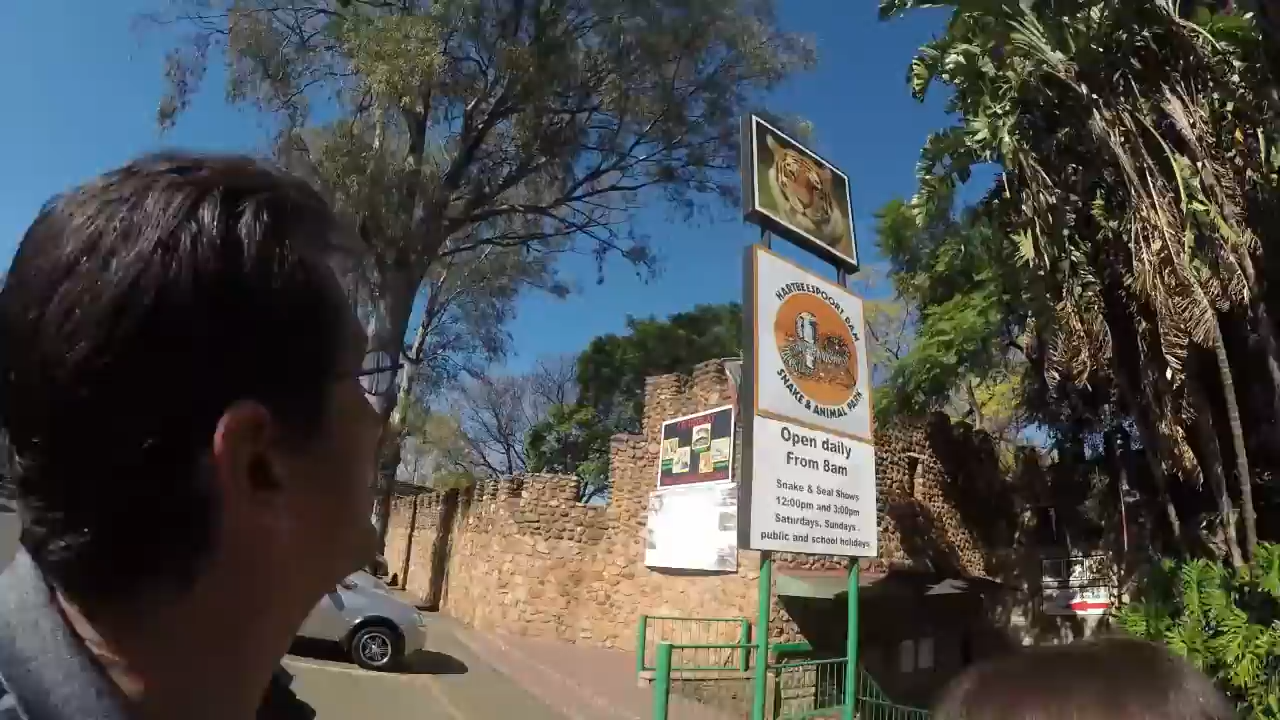 HARTBEESPOORT DAM
SNAKE & ANIMAL PARK
Open daily
From 8am
Snake & Seal Shows
12:00pm and 3:00pm
Saturdays, Sundays,
public and school holidays